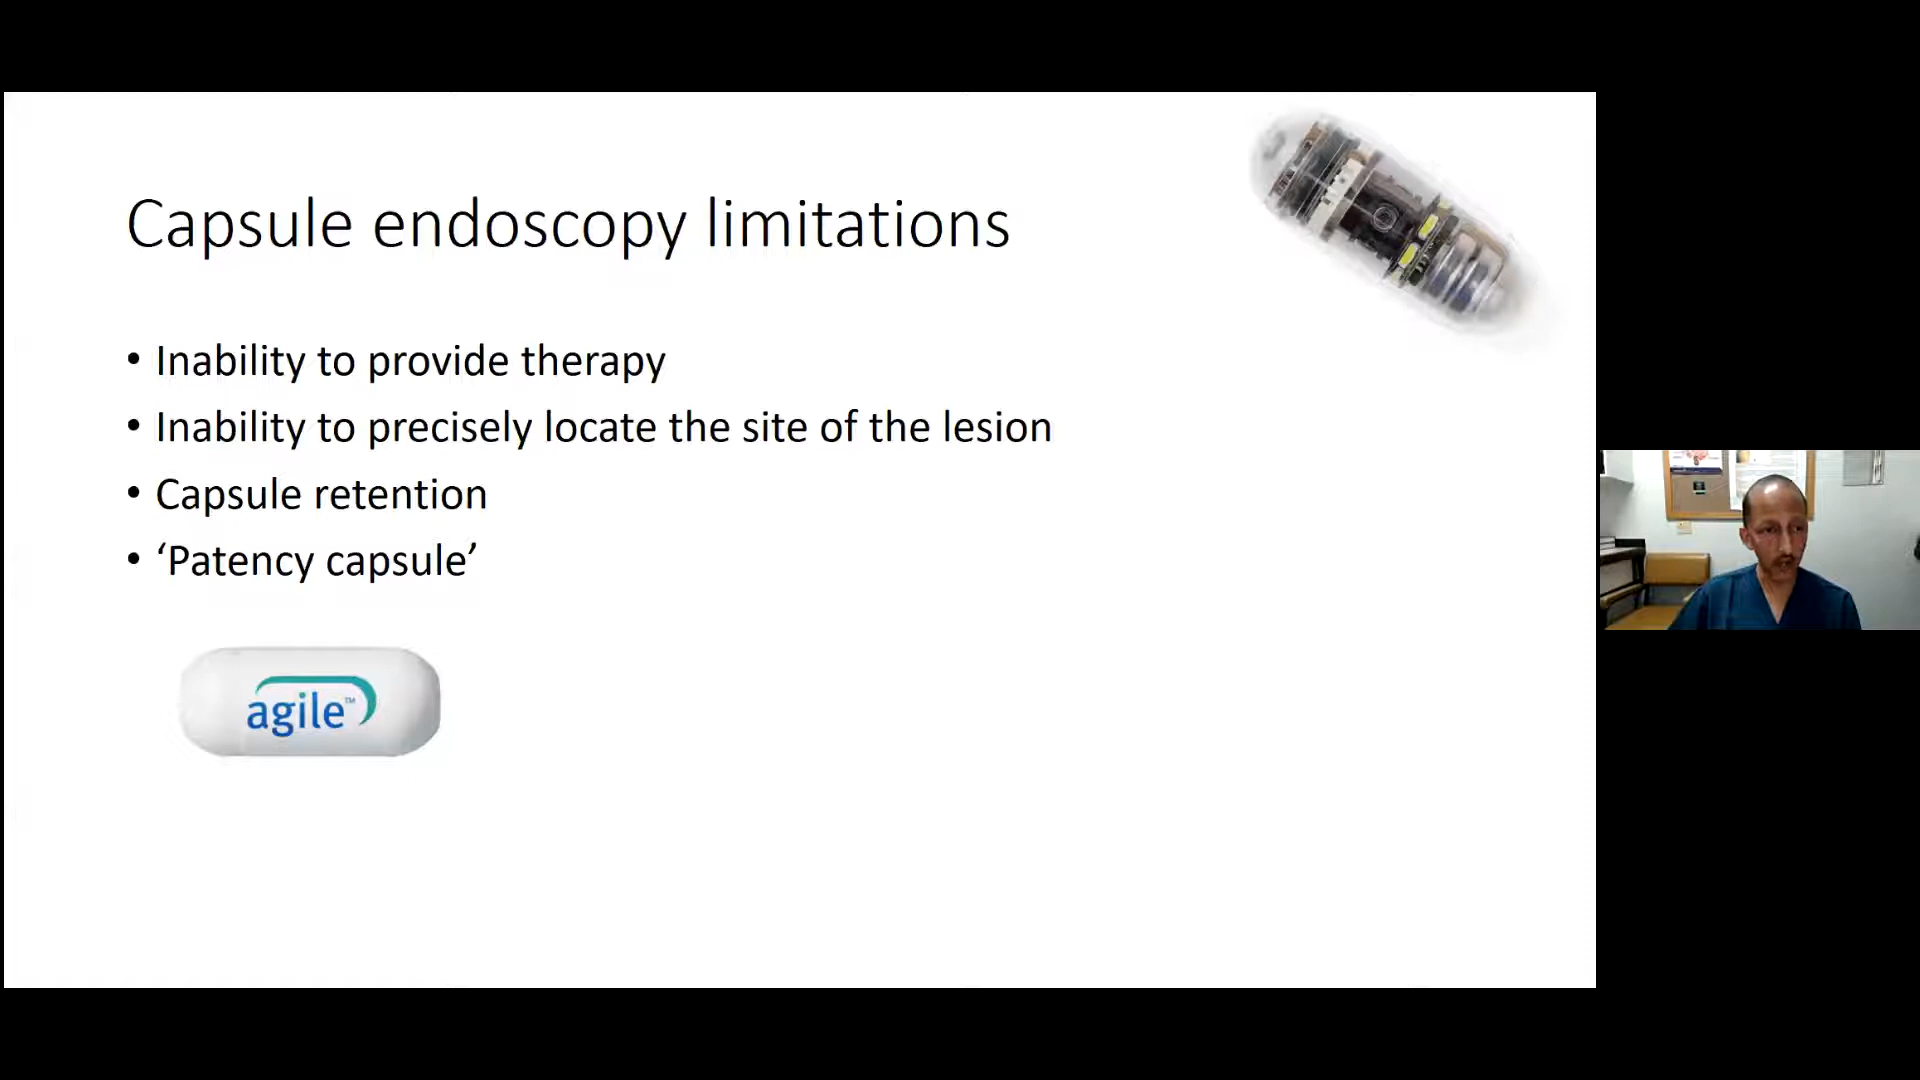 Capsule endoscopy limitations
• Inability to provide therapy
• Inability to precisely locate the site of the lesion
• Capsule retention
• ‘Patency capsule’
agile™